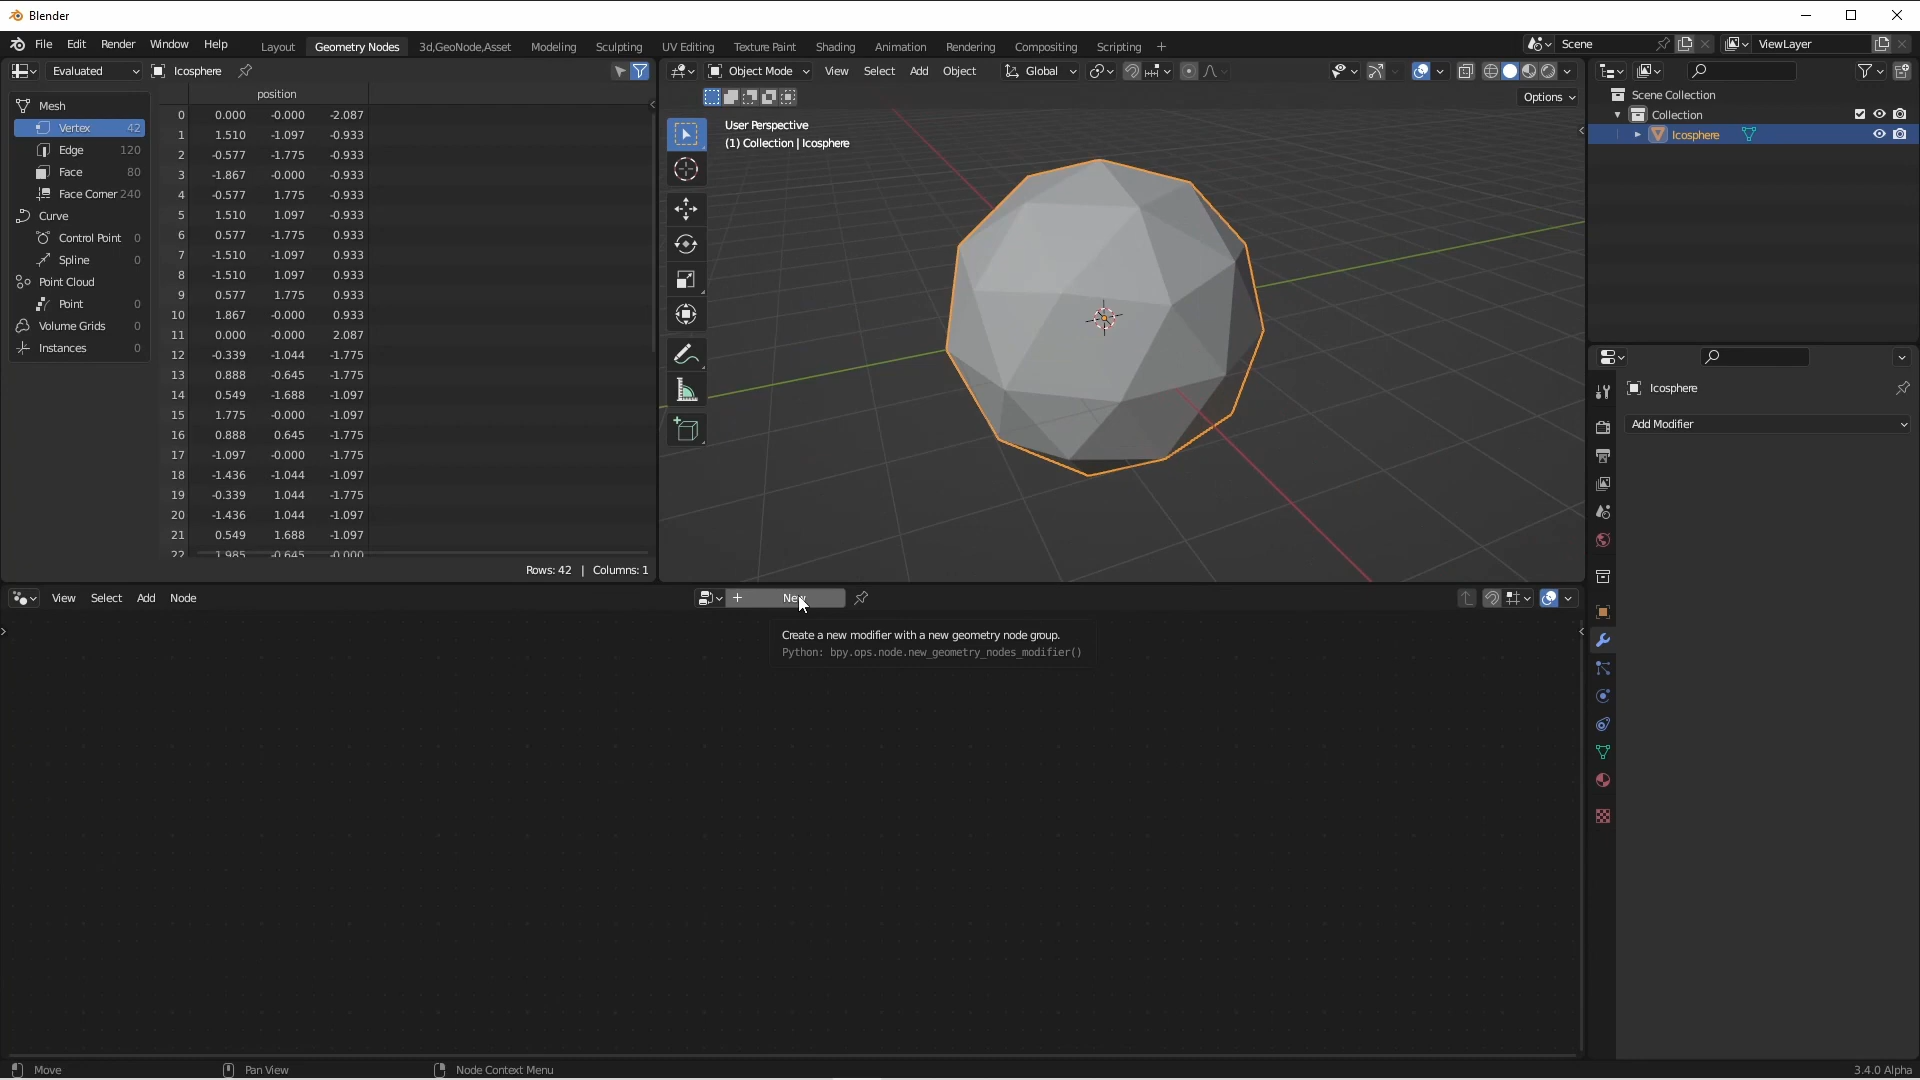 Blender
File Edit Render Window Help Layout Geometry Nodes 3d,GeoNode,Asset Modeling Sculpting UV Editing Texture Paint Shading Animation Rendering Compositing Scripting + Scene ViewLayer
Evaluated Icosphere
Object Mode View Select Add Object Global
Options
position
Mesh
Vertex 42
Edge 120
Face 80
Face Corner 240
Curve
Control Point 0
Spline 0
Point Cloud
Point 0
Volume Grids 0
Instances 0
0 0.000 -0.000 -2.087
1 1.510 -1.097 -0.933
2 -0.577 -1.775 -0.933
3 -1.867 -0.000 -0.933
4 -0.577 1.775 -0.933
5 1.510 1.097 -0.933
6 0.577 -1.775 0.933
7 -1.510 -1.097 0.933
8 -1.510 1.097 0.933
9 0.577 1.775 0.933
10 1.867 -0.000 0.933
11 0.000 -0.000 2.087
12 -0.339 -1.044 -1.775
13 0.888 -0.645 -1.775
14 0.549 -1.688 -1.097
15 1.775 -0.000 -1.097
16 0.888 0.645 -1.775
17 -1.097 -0.000 -1.775
18 -1.436 -1.044 -1.097
19 -0.339 1.044 -1.775
20 -1.436 1.044 -1.097
21 0.549 1.688 -1.097
22 1.985 -0.645 -0.000
Rows: 42 | Columns: 1
User Perspective
(1) Collection | Icosphere
Scene Collection
Collection
Icosphere
Icosphere
Add Modifier
View Select Add Node
+ New
Create a new modifier with a new geometry node group.
Python: bpy.ops.node.new_geometry_nodes_modifier()
Move Pan View Node Context Menu 3.4.0 Alpha